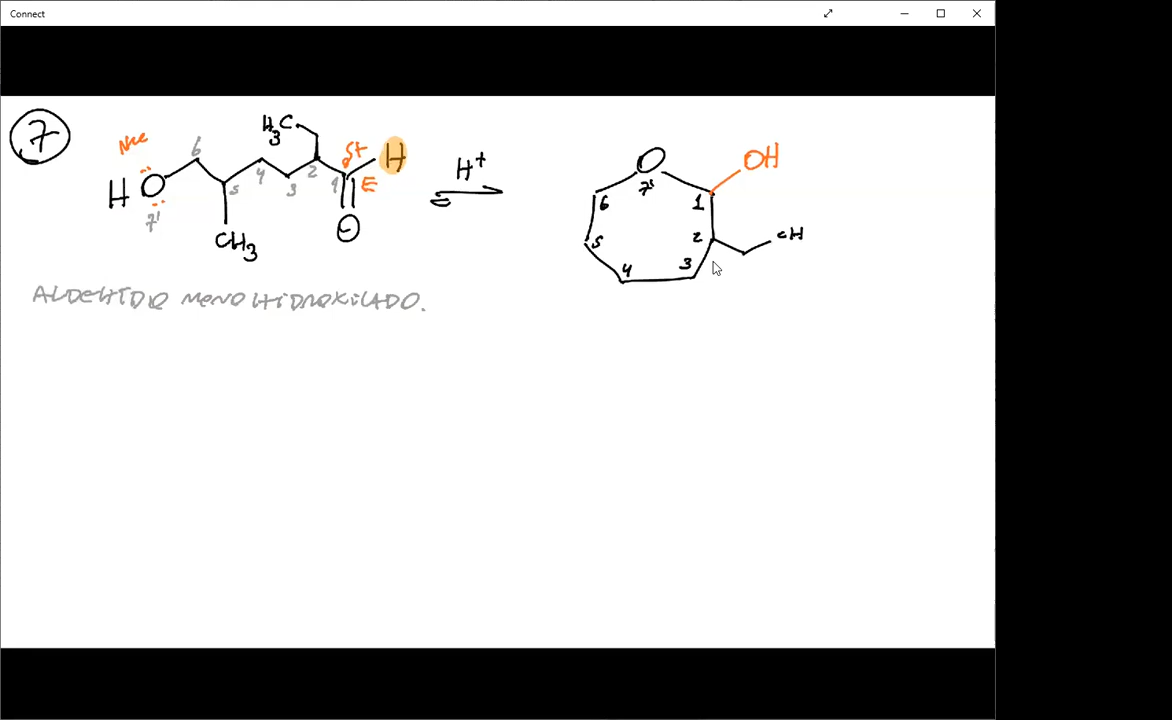 Connect
7
Nu 6 H3C δ+ H
H O 4 2 1 E H+
7' 5 3 O
CH3
O OH
7' 6 1
5 2 CH
4 3
ALDEHIDO MONOHIDROXILADO.